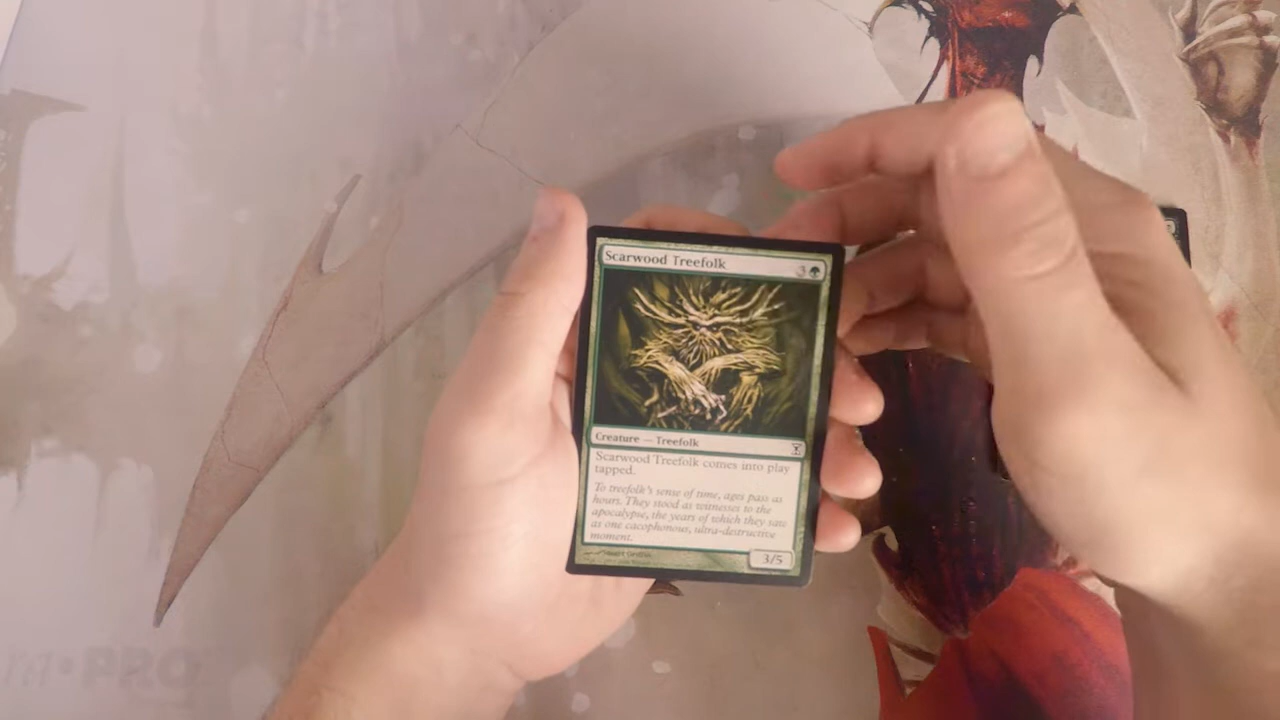 Scarwood Treefolk 3
Creature — Treefolk
Scarwood Treefolk comes into play
tapped.
To treefolk's sense of time, ages pass as
hours. They stood as witnesses to the
apocalypse, the years of which they saw
as one cacophonous, ultra-destructive
moment.
3/5
PRO